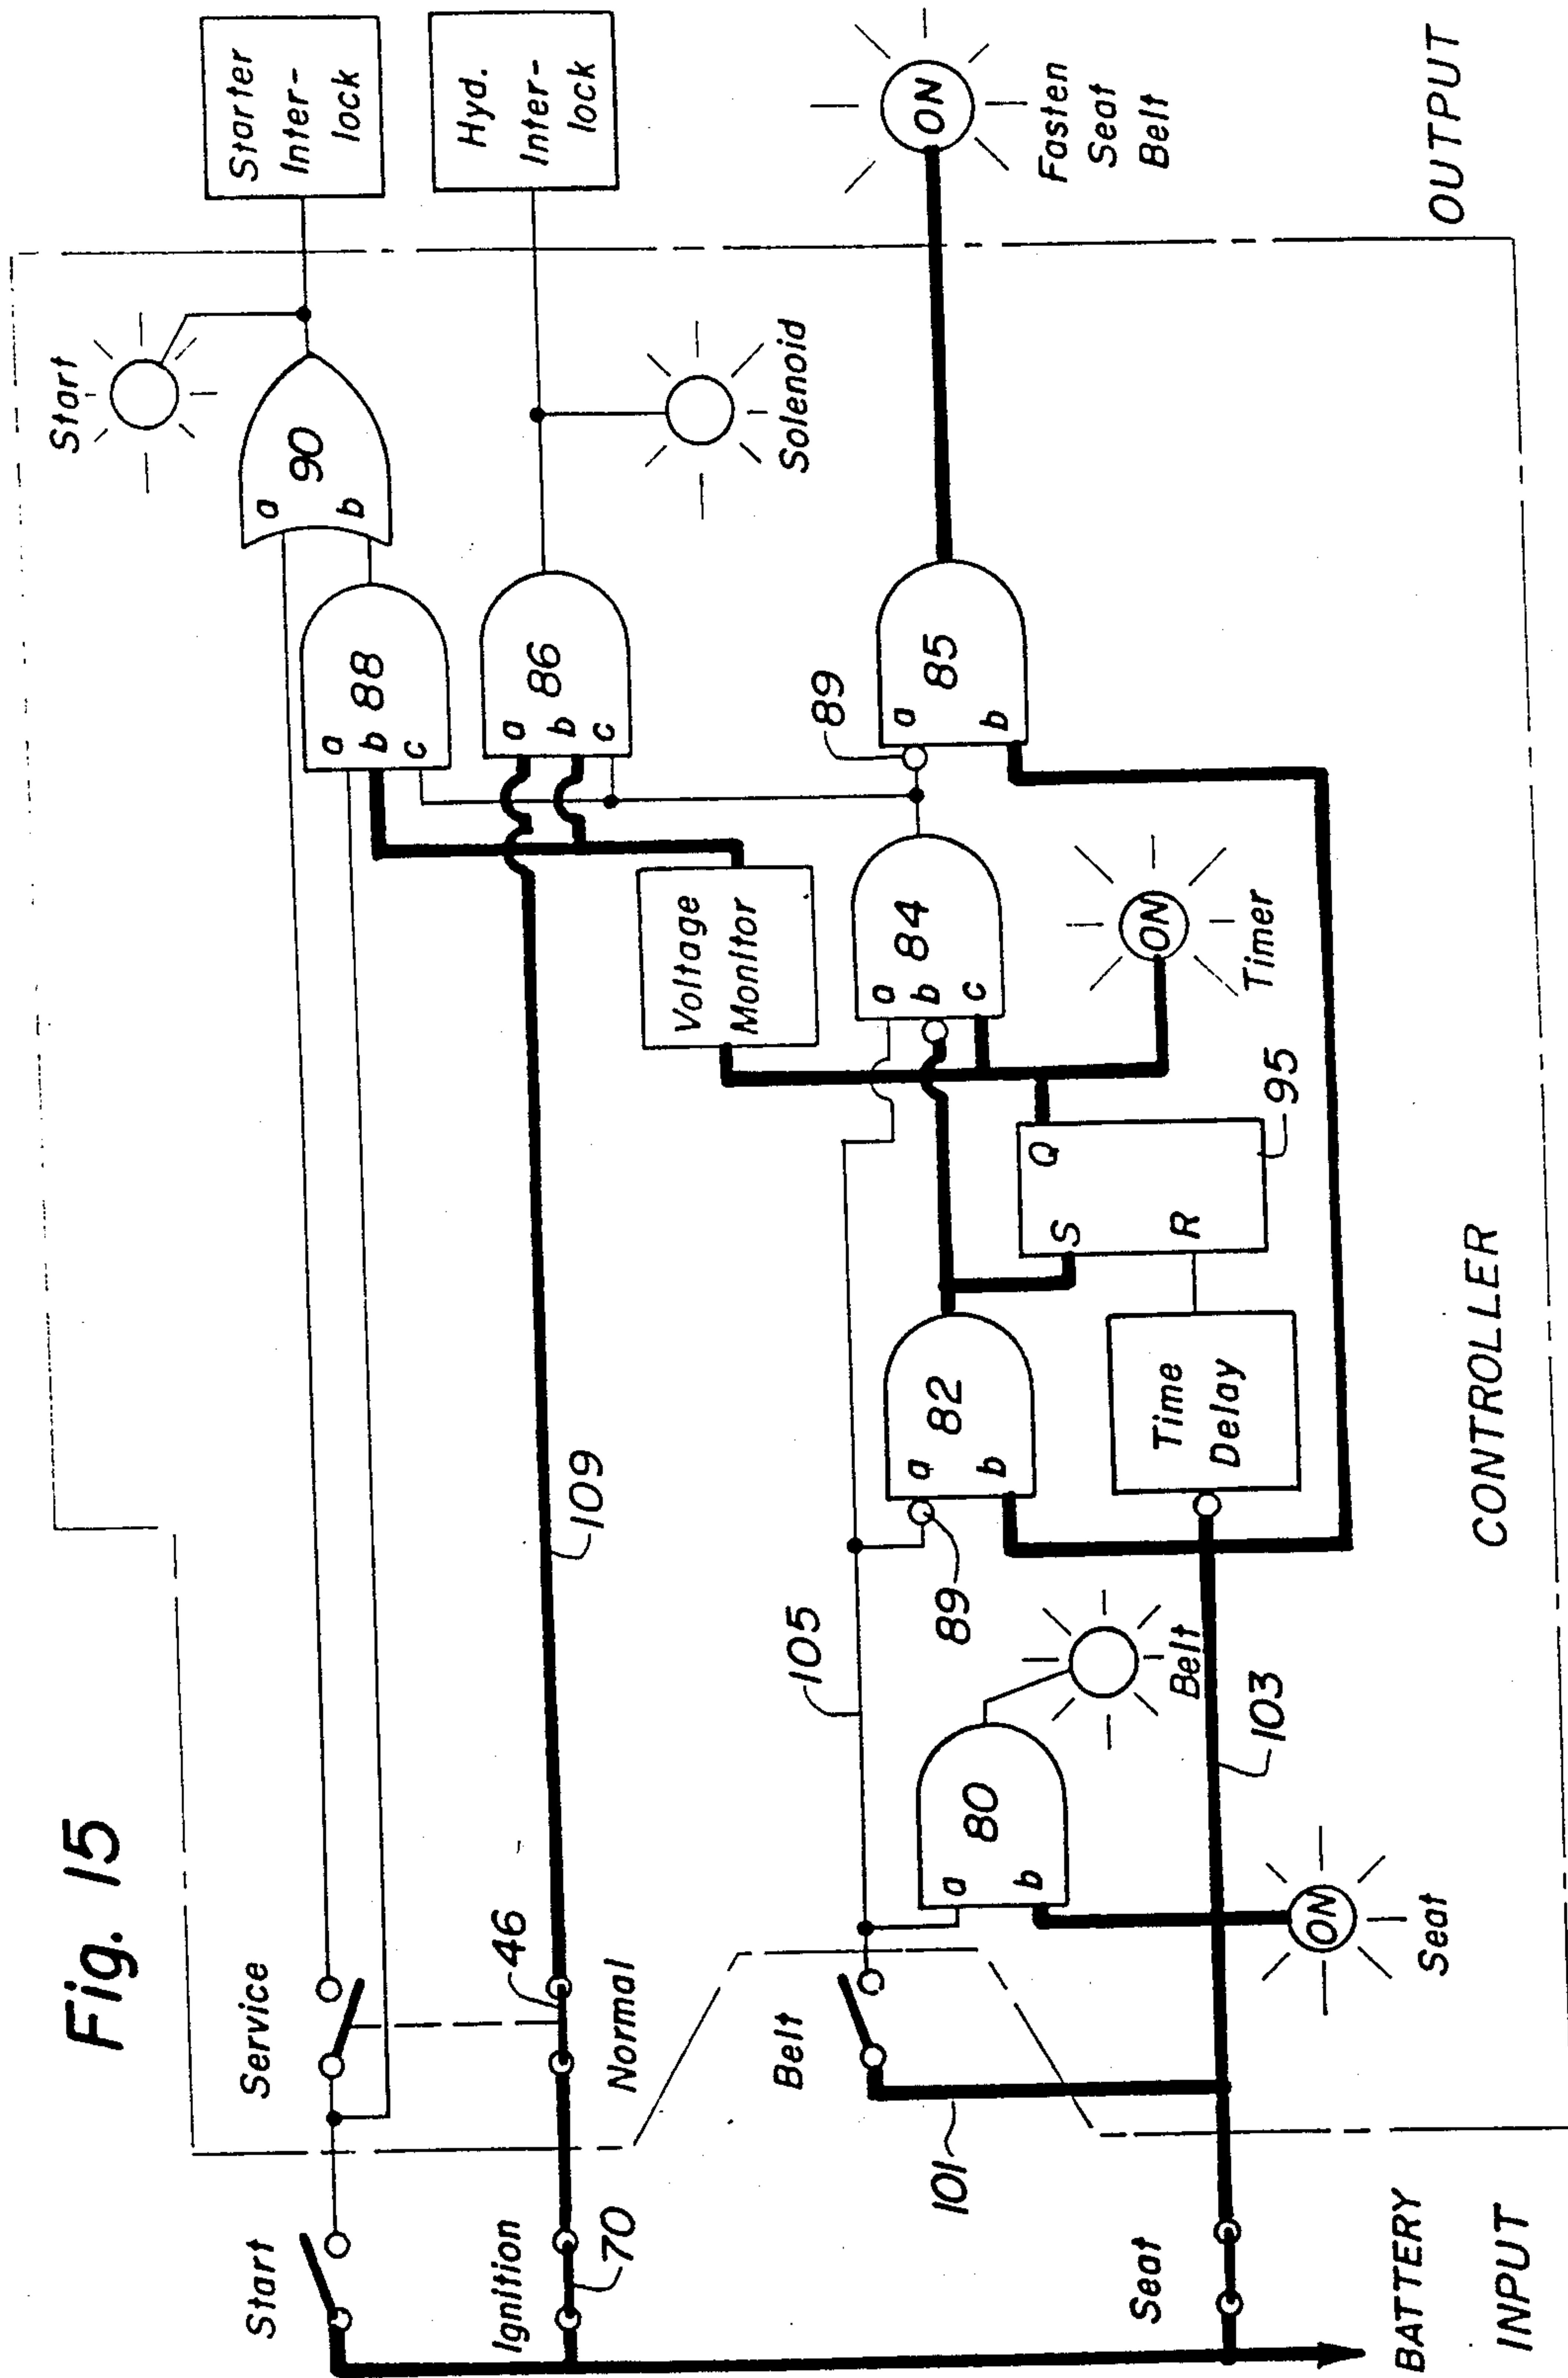 Fig. 15
Start
Service
Ignition
70
46
Normal
109
Belt
101
105
Seat
BATTERY
INPUT
a
b
80
Belt
ON
Seat
103
89
a
b
82
Time
Delay
S
R
Q
95
ON
Timer
a
b
c
84
Voltage
Monitor
89
a
b
85
a
b
c
86
a
b
c
88
a
b
90
Start
Solenoid
Starter
Inter-
lock
Hyd.
Inter-
lock
ON
Fasten
Seat
Belt
CONTROLLER
OUTPUT